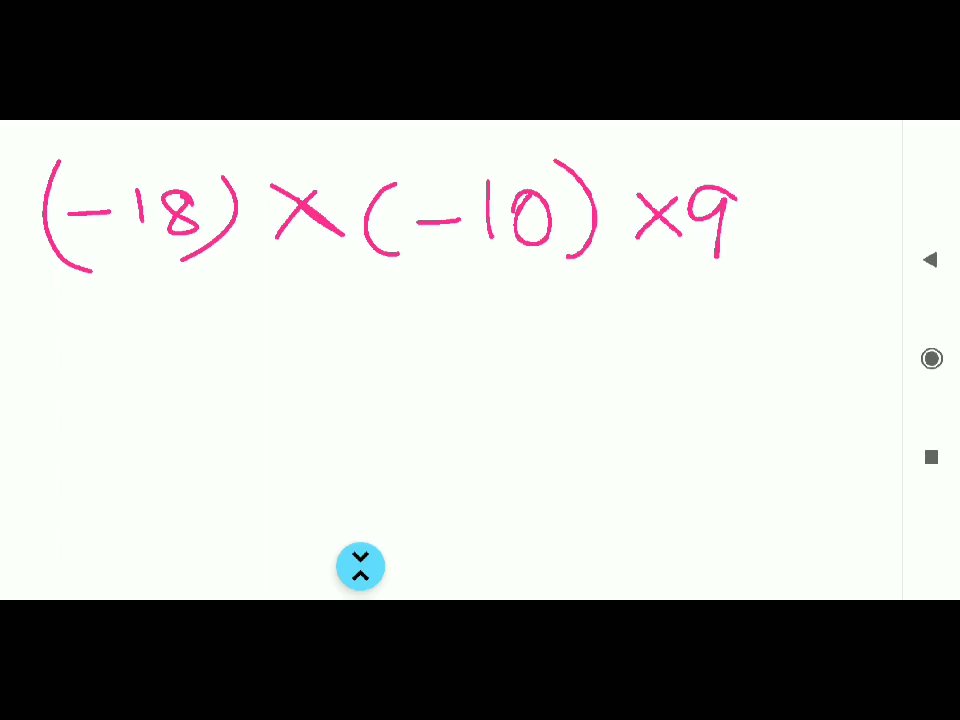 (-18) × (-10) × 9